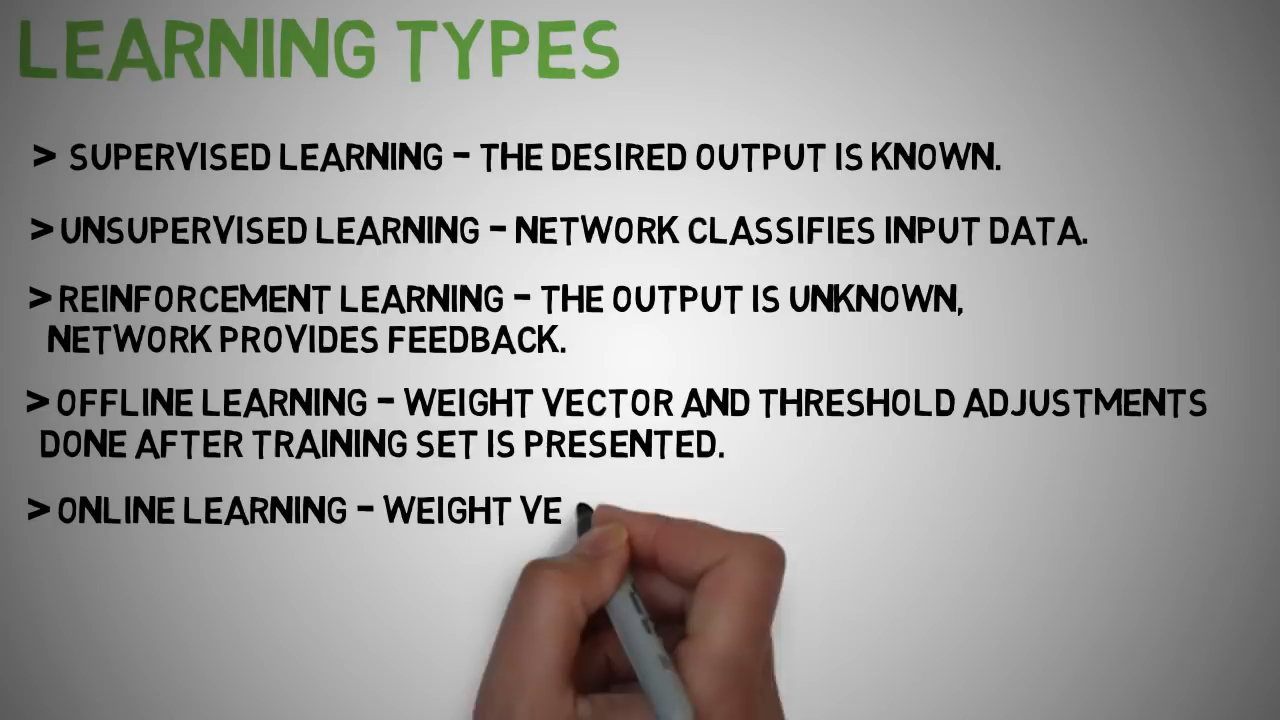 LEARNING TYPES
> SUPERVISED LEARNING – THE DESIRED OUTPUT IS KNOWN.
> UNSUPERVISED LEARNING – NETWORK CLASSIFIES INPUT DATA.
> REINFORCEMENT LEARNING – THE OUTPUT IS UNKNOWN,
NETWORK PROVIDES FEEDBACK.
> OFFLINE LEARNING – WEIGHT VECTOR AND THRESHOLD ADJUSTMENTS
DONE AFTER TRAINING SET IS PRESENTED.
> ONLINE LEARNING – WEIGHT VE